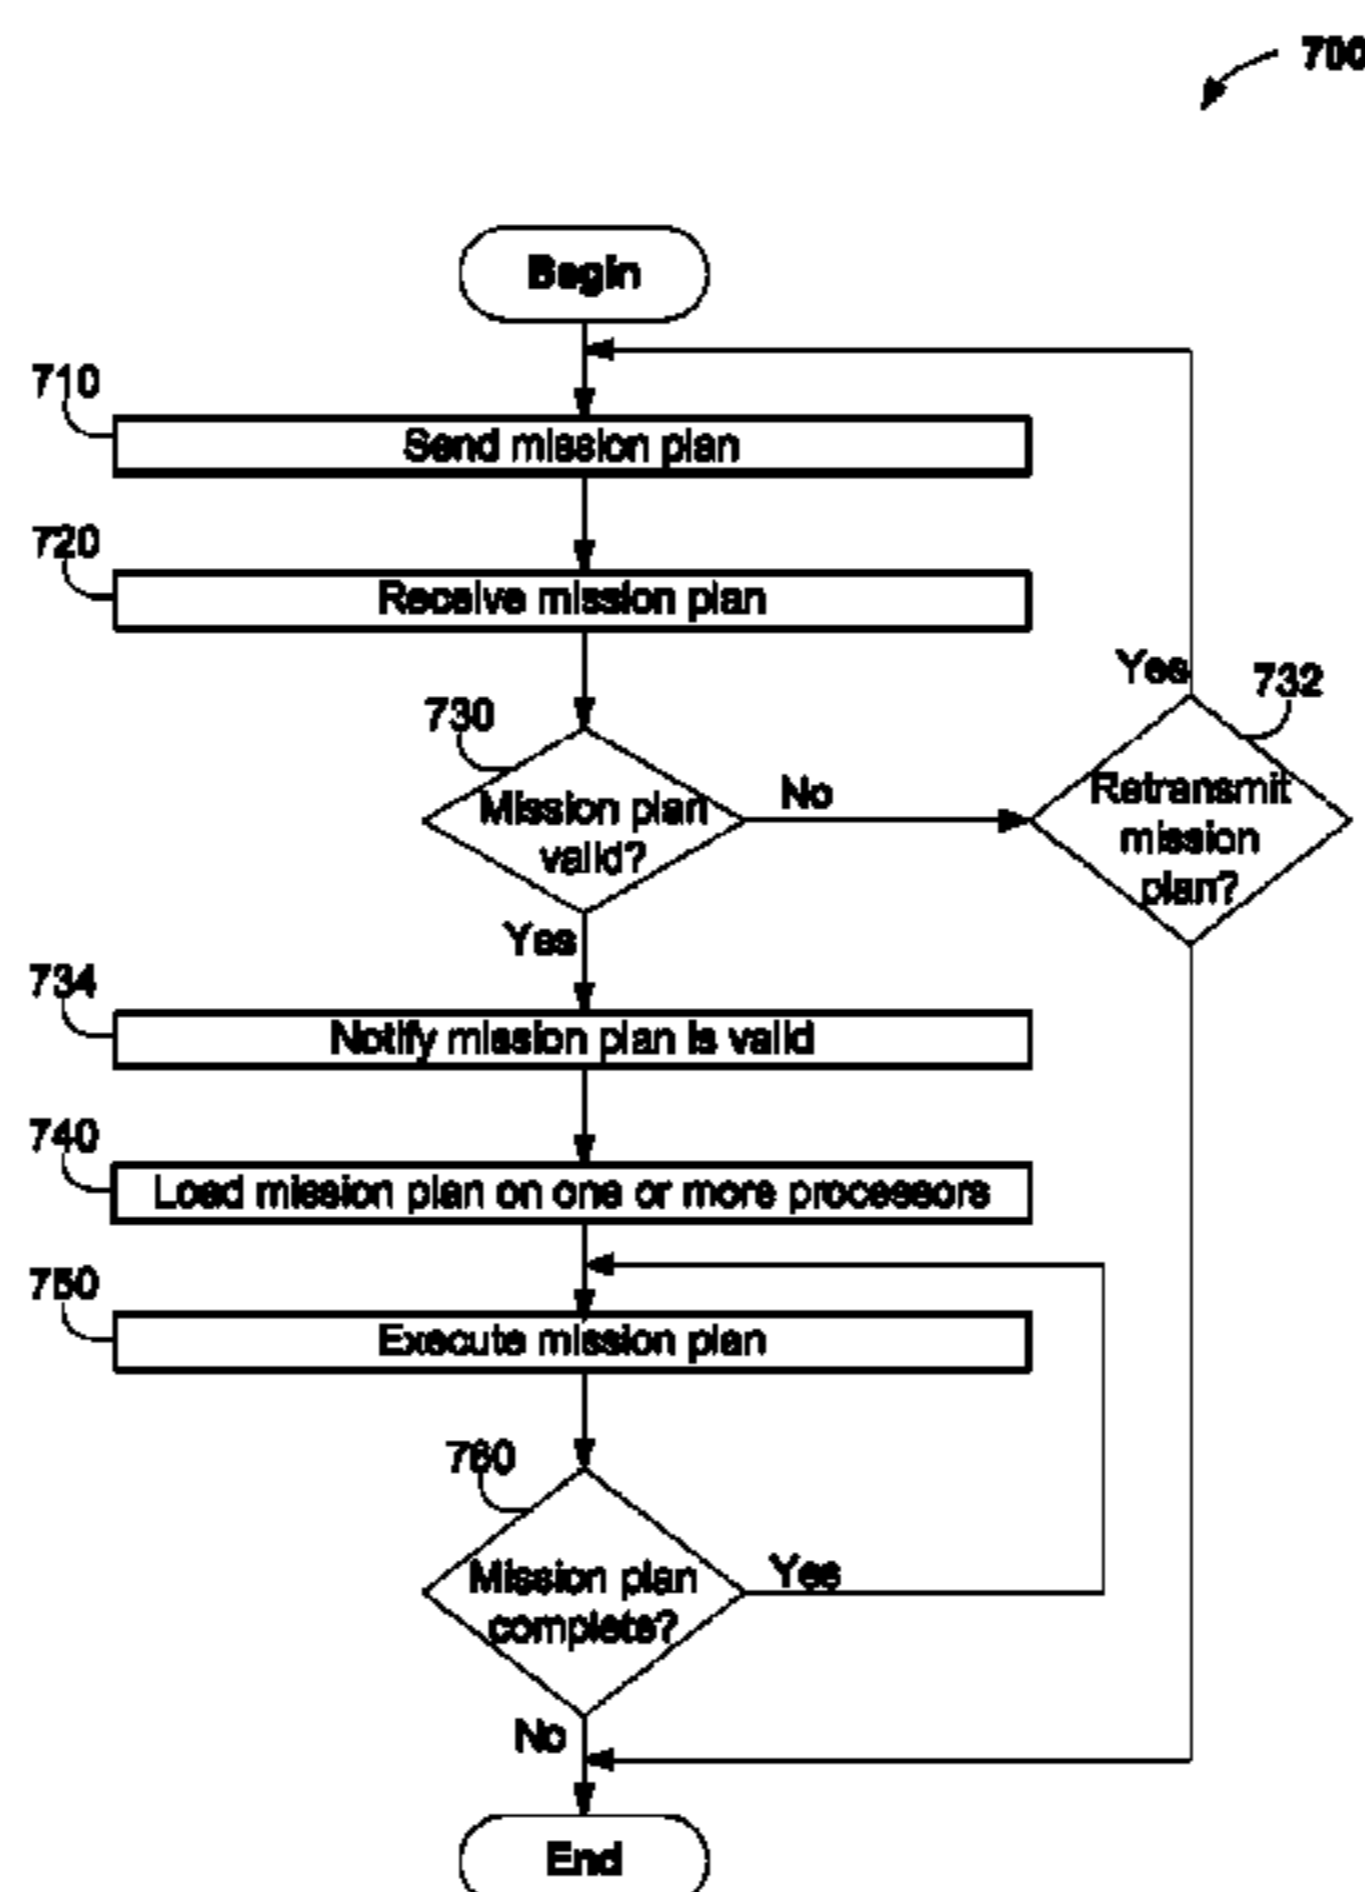 700
Begin
710
Send mission plan
720
Receive mission plan
730
Mission plan
valid?
No
Yes
732
Retransmit
mission
plan?
Yes
734
Notify mission plan is valid
740
Load mission plan on one or more processors
750
Execute mission plan
760
Mission plan
complete?
Yes
No
End